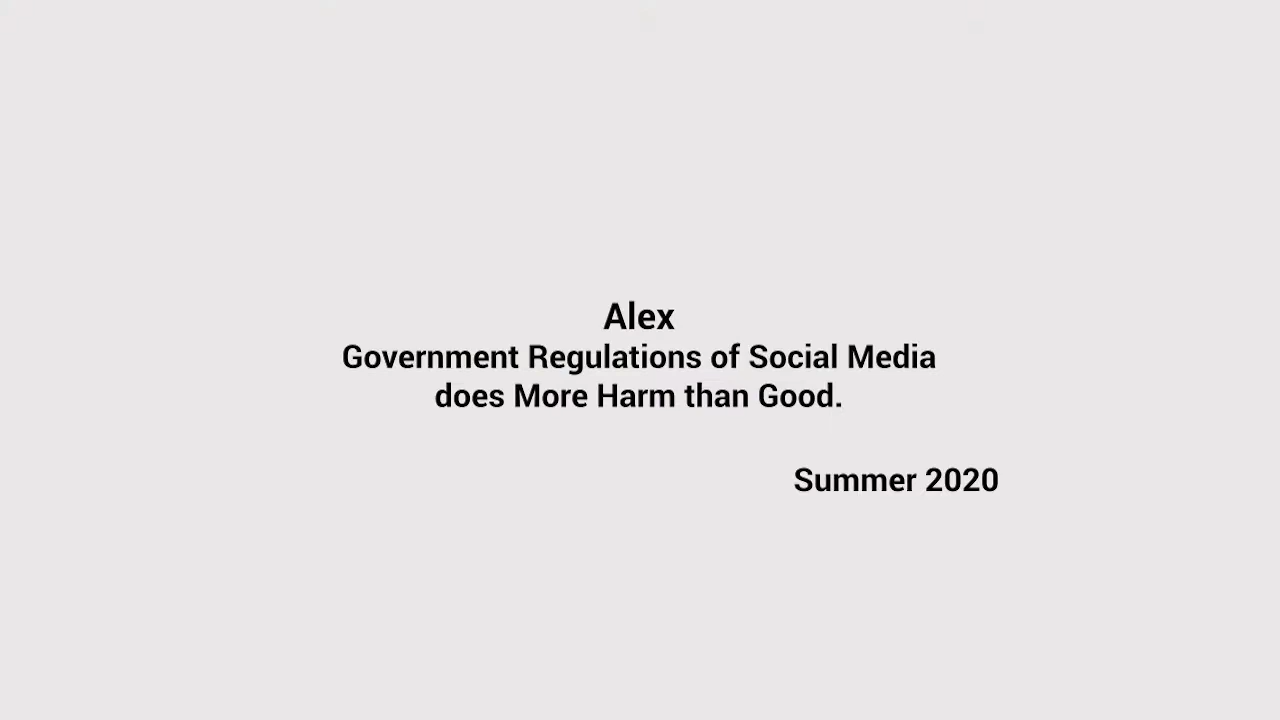 Alex
Government Regulations of Social Media
does More Harm than Good.
Summer 2020